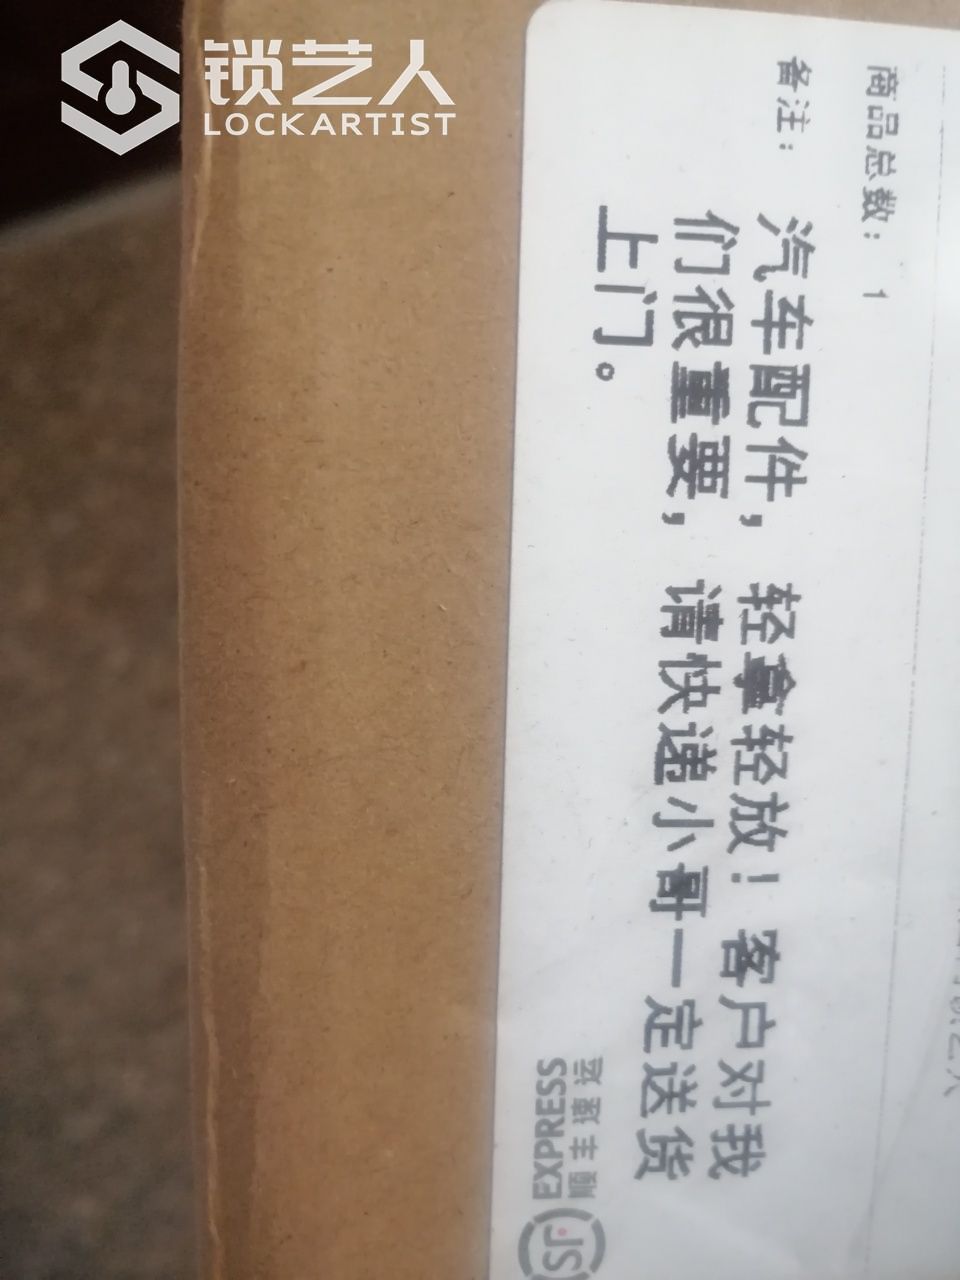 锁艺人
LOCKARTIST
商品总数： 1
备注： 汽车配件，轻拿轻放！客户对我
们很重要，请快递小哥一定送货
上门。
SF EXPRESS
顺丰速运